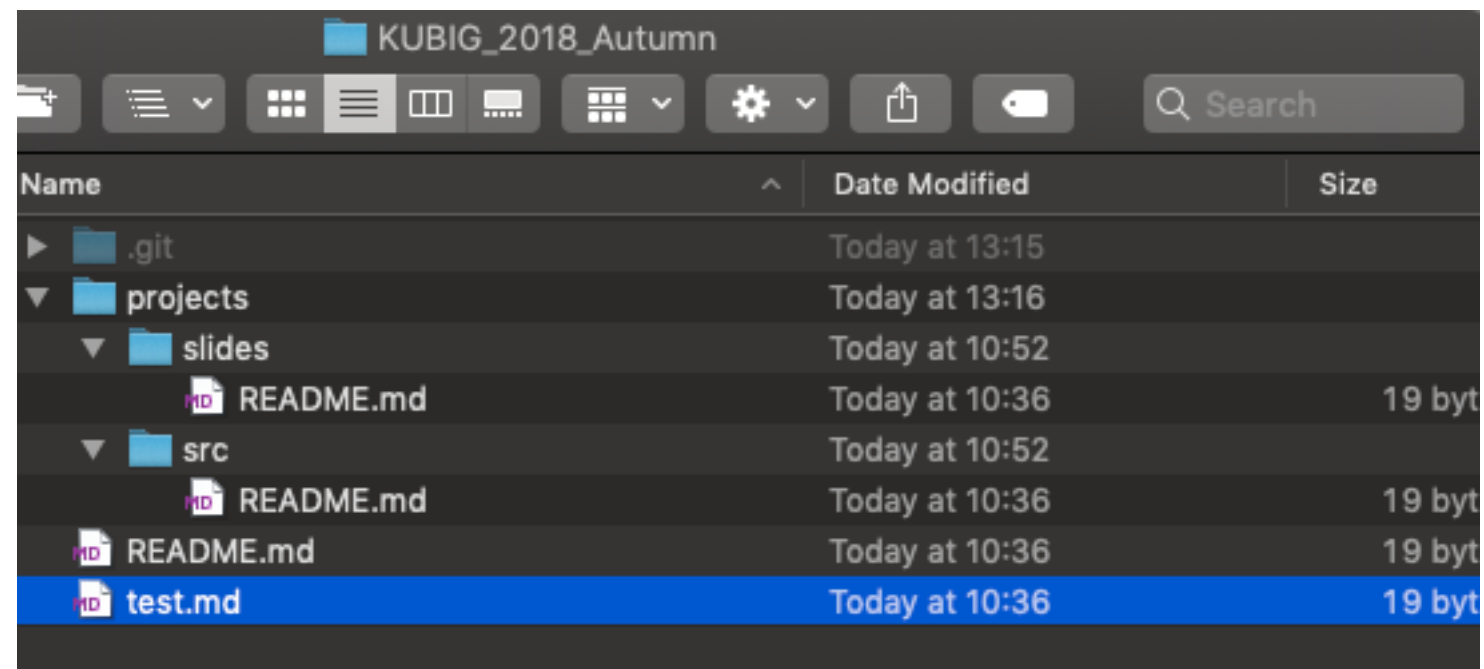 KUBIG_2018_Autumn
Search
Name Date Modified Size
.git Today at 13:15
projects Today at 13:16
slides Today at 10:52
README.md Today at 10:36 19 byt
src Today at 10:52
README.md Today at 10:36 19 byt
README.md Today at 10:36 19 byt
test.md Today at 10:36 19 byt